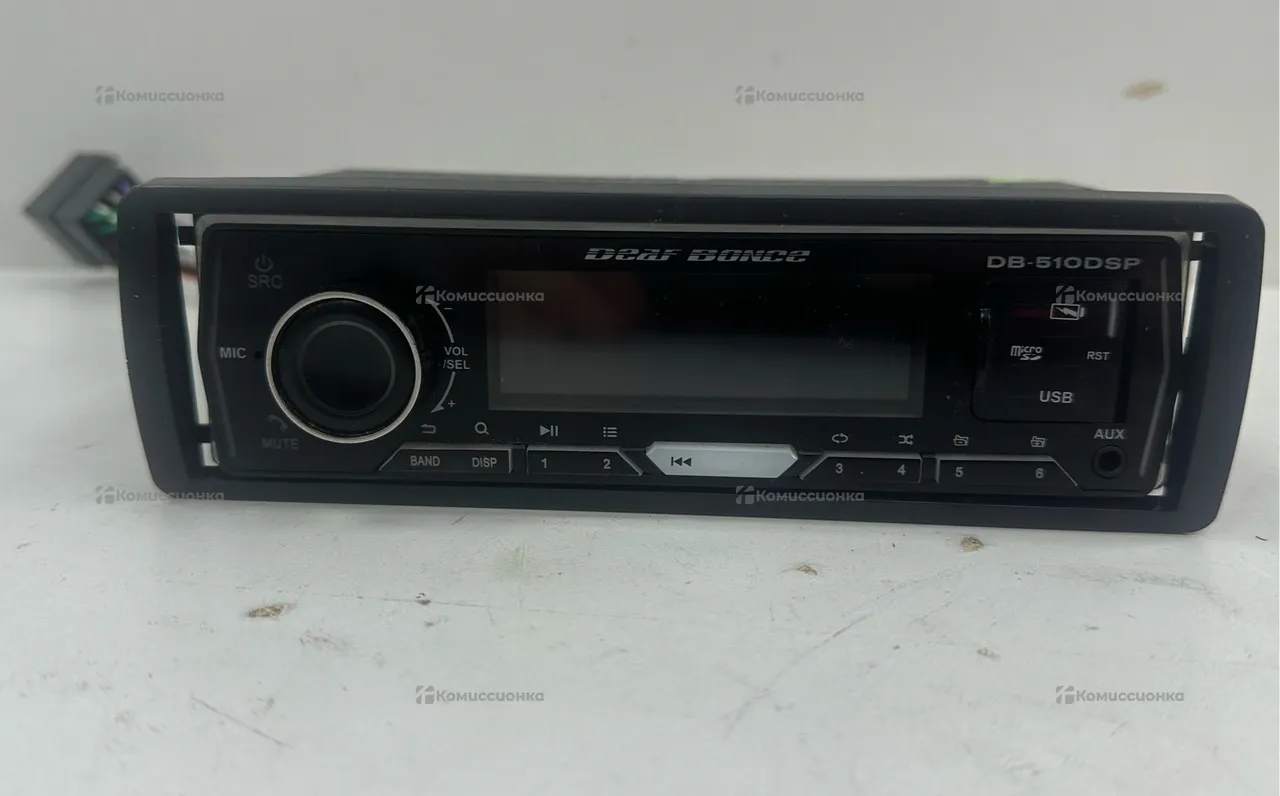 Комиссионка
Комиссионка
Deaf Bonce
DB-510DSP
SRC
Комиссионка
Комиссионка
MIC
VOL
/SEL
micro
SD
RST
USB
MUTE
AUX
BAND
DISP
1
2
3
4
5
6
Комиссионка
Комиссионка
Комиссионка
Комиссионка